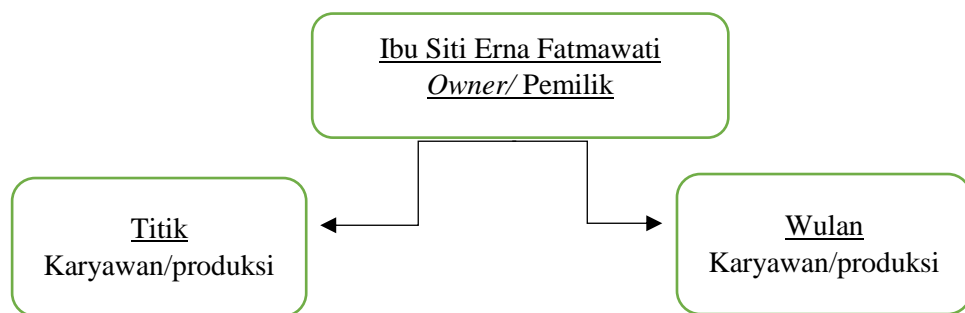 Ibu Siti Erna Fatmawati
Owner/ Pemilik
Titik
Karyawan/produksi
Wulan
Karyawan/produksi